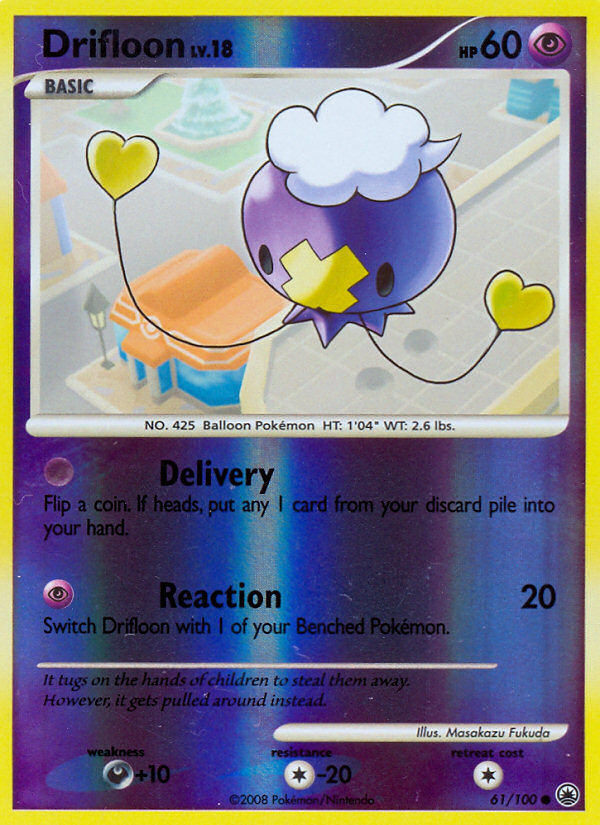 Drifloon LV.18 HP 60
BASIC
NO. 425 Balloon Pokémon HT: 1'04" WT: 2.6 lbs.
Delivery
Flip a coin. If heads, put any 1 card from your discard pile into
your hand.
Reaction 20
Switch Drifloon with 1 of your Benched Pokémon.
It tugs on the hands of children to steal them away.
However, it gets pulled around instead.
Illus. Masakazu Fukuda
weakness resistance retreat cost
+10 -20
©2008 Pokémon/Nintendo 61/100